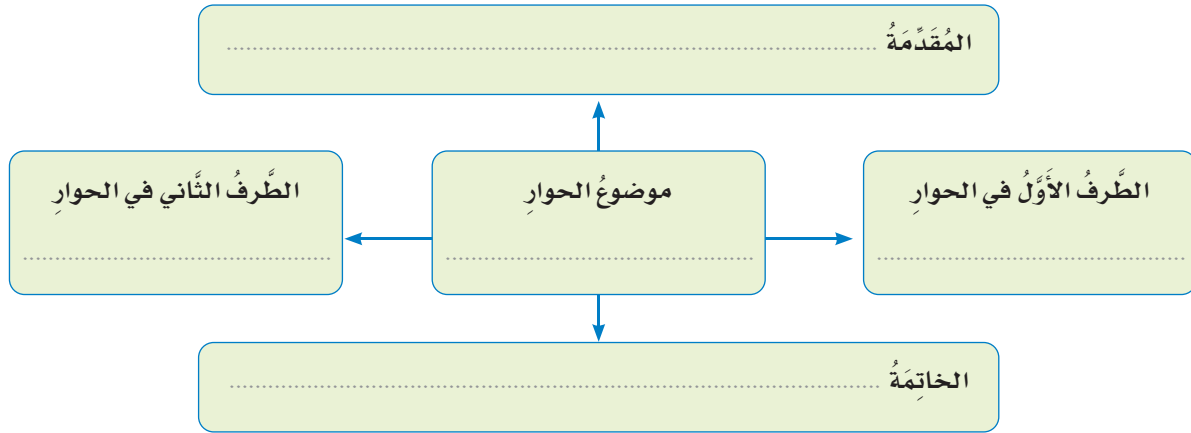 المُقَدِّمَةُ ........................................................................
الطَّرفُ الأَوَّلُ في الحوارِ
..................................................
موضوعُ الحوارِ
..................................................
الطَّرفُ الثَّاني في الحوارِ
..................................................
الخاتِمَةُ ........................................................................